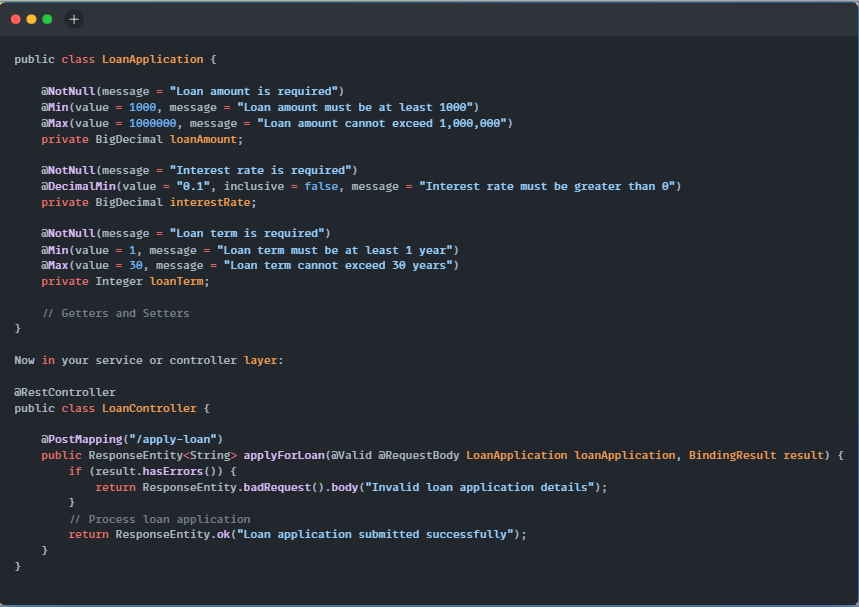 public class LoanApplication {
@NotNull(message = "Loan amount is required")
@Min(value = 1000, message = "Loan amount must be at least 1000")
@Max(value = 1000000, message = "Loan amount cannot exceed 1,000,000")
private BigDecimal loanAmount;
@NotNull(message = "Interest rate is required")
@DecimalMin(value = "0.1", inclusive = false, message = "Interest rate must be greater than 0")
private BigDecimal interestRate;
@NotNull(message = "Loan term is required")
@Min(value = 1, message = "Loan term must be at least 1 year")
@Max(value = 30, message = "Loan term cannot exceed 30 years")
private Integer loanTerm;
// Getters and Setters
}
Now in your service or controller layer:
@RestController
public class LoanController {
@PostMapping("/apply-loan")
public ResponseEntity<String> applyForLoan(@Valid @RequestBody LoanApplication loanApplication, BindingResult result) {
if (result.hasErrors()) {
return ResponseEntity.badRequest().body("Invalid loan application details");
}
// Process loan application
return ResponseEntity.ok("Loan application submitted successfully");
}
}